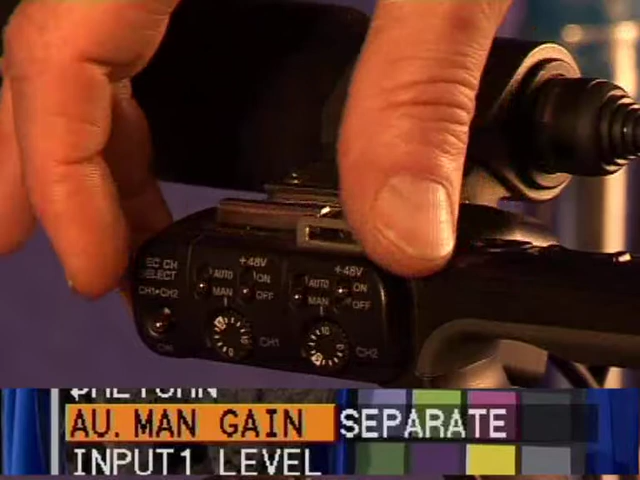 EC CH
SELECT
CH1•CH2
AUTO
MAN
+48V
ON
OFF
CH1
AUTO
MAN
+48V
ON
OFF
CH2
AU. MAN GAIN SEPARATE
INPUT1 LEVEL